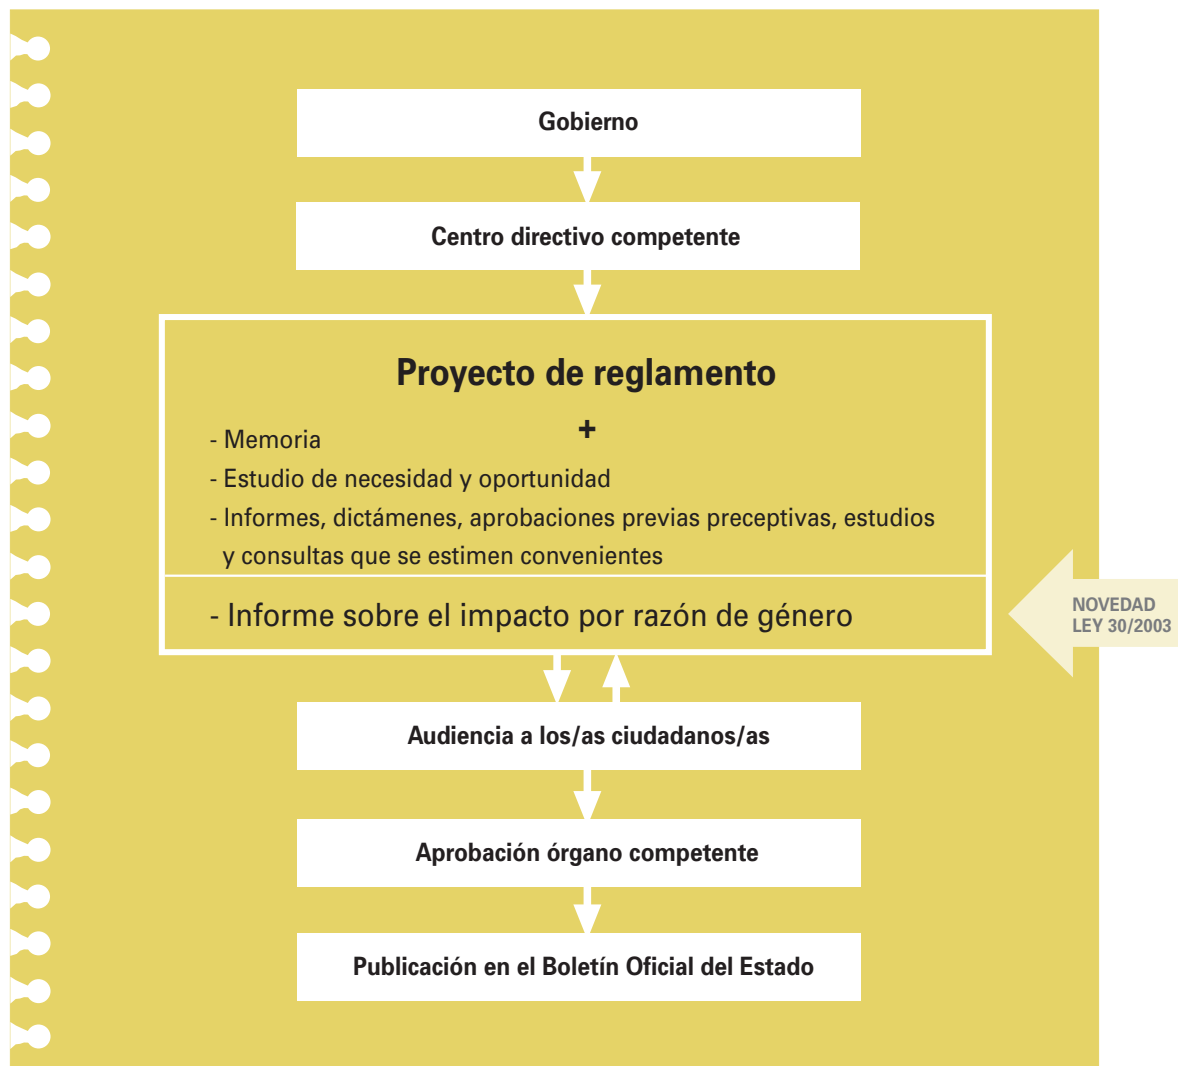 Gobierno
Centro directivo competente
Proyecto de reglamento
+
- Memoria
- Estudio de necesidad y oportunidad
- Informes, dictámenes, aprobaciones previas preceptivas, estudios
y consultas que se estimen convenientes
- Informe sobre el impacto por razón de género
NOVEDAD
LEY 30/2003
Audiencia a los/as ciudadanos/as
Aprobación órgano competente
Publicación en el Boletín Oficial del Estado